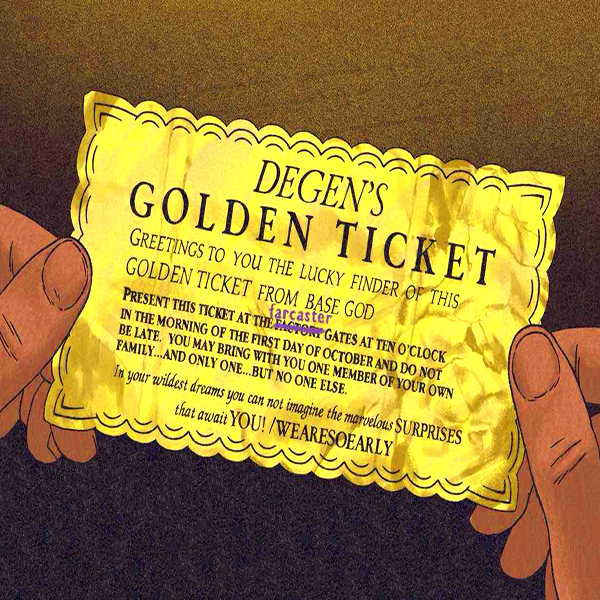 DEGEN'S
GOLDEN TICKET
GREETINGS TO YOU THE LUCKY FINDER OF THIS
GOLDEN TICKET FROM BASE GOD
farcaster
PRESENT THIS TICKET AT THE FACTORY GATES AT TEN O'CLOCK
IN THE MORNING OF THE FIRST DAY OF OCTOBER AND DO NOT
BE LATE. YOU MAY BRING WITH YOU ONE MEMBER OF YOUR OWN
FAMILY...AND ONLY ONE...BUT NO ONE ELSE.
In your wildest dreams you can not imagine the marvelous SURPRISES
that await YOU! /WEARESOEARLY